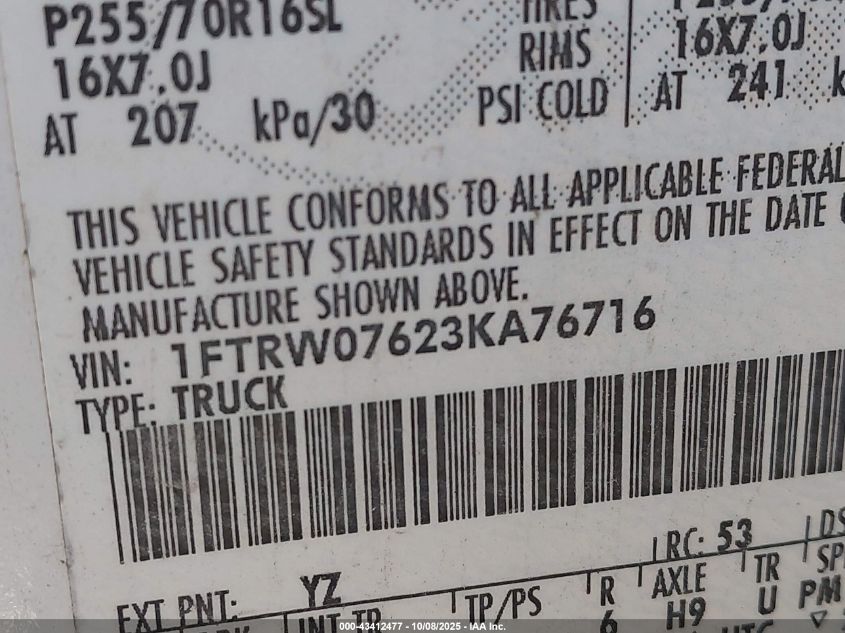 P255/70R16SL TIRES
16X7.0J RIMS 16X7.0J
AT 207 kPa/30 PSI COLD AT 241
THIS VEHICLE CONFORMS TO ALL APPLICABLE FEDERAL
VEHICLE SAFETY STANDARDS IN EFFECT ON THE DATE
MANUFACTURE SHOWN ABOVE.
VIN: 1FTRW07623KA76716
TYPE: TRUCK
RC: 53 DS
EXT PNT: YZ R AXLE TR SP
INT TR TP/PS 6 H9 U PM
000-43412477 - 10/08/2025 - IAA Inc.